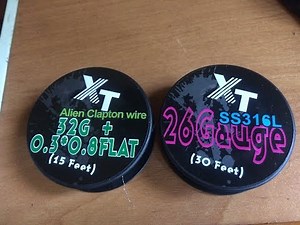 XT
Alien Clapton wire
32G +
0.3*0.8FLAT
(15 Feet)
XT
SS316L
26Gauge
(30 Feet)